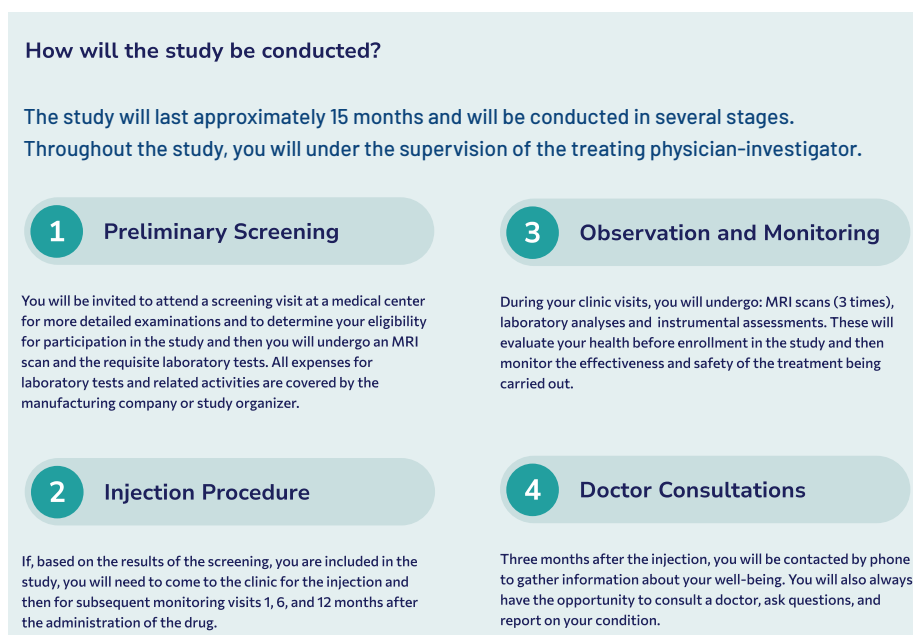 How will the study be conducted?
The study will last approximately 15 months and will be conducted in several stages.
Throughout the study, you will under the supervision of the treating physician-investigator.
1 Preliminary Screening
You will be invited to attend a screening visit at a medical center
for more detailed examinations and to determine your eligibility
for participation in the study and then you will undergo an MRI
scan and the requisite laboratory tests. All expenses for
laboratory tests and related activities are covered by the
manufacturing company or study organizer.
2 Injection Procedure
If, based on the results of the screening, you are included in the
study, you will need to come to the clinic for the injection and
then for subsequent monitoring visits 1, 6, and 12 months after
the administration of the drug.
3 Observation and Monitoring
During your clinic visits, you will undergo: MRI scans (3 times),
laboratory analyses and  instrumental assessments. These will
evaluate your health before enrollment in the study and then
monitor the effectiveness and safety of the treatment being
carried out.
4 Doctor Consultations
Three months after the injection, you will be contacted by phone
to gather information about your well-being. You will also always
have the opportunity to consult a doctor, ask questions, and
report on your condition.